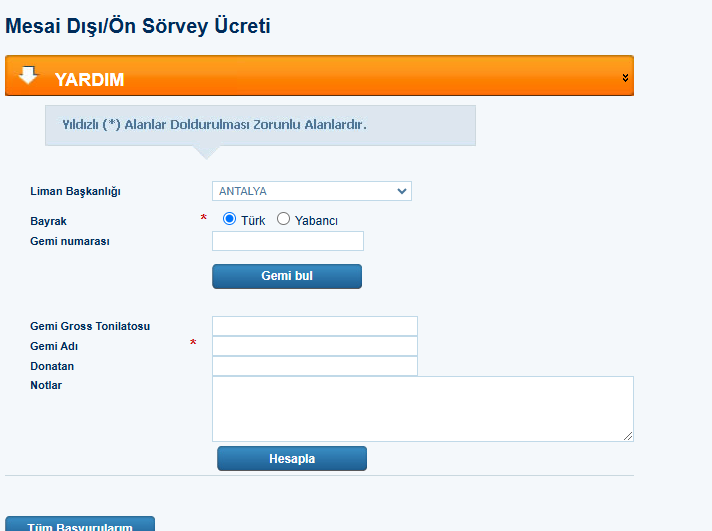 Mesai Dışı/Ön Sörvey Ücreti
YARDIM
Yıldızlı (*) Alanlar Doldurulması Zorunlu Alanlardır.
Liman Başkanlığı ANTALYA
Bayrak * Türk Yabancı
Gemi numarası
Gemi bul
Gemi Gross Tonilatosu
Gemi Adı *
Donatan
Notlar
Hesapla
Tüm Başvurularım